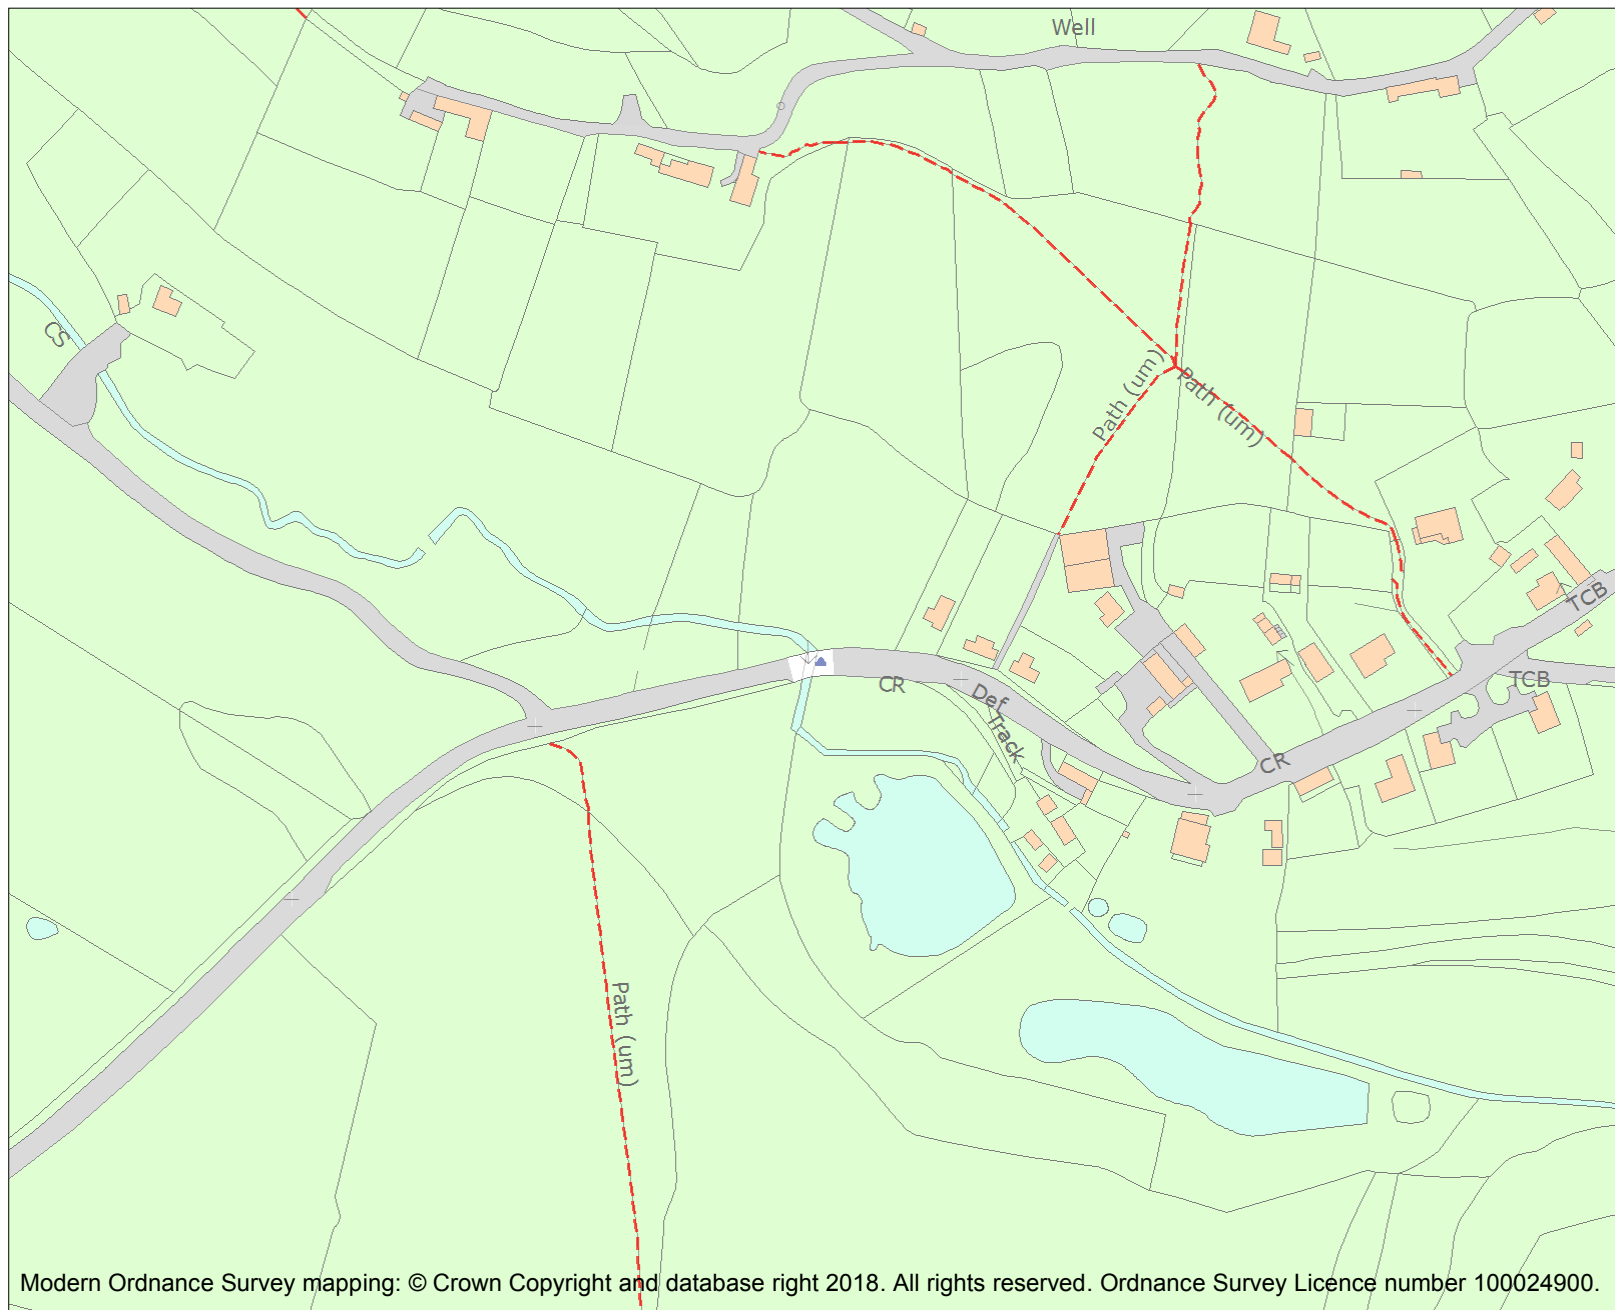 Well
CS
Path (um)
Path (um)
TCB
TCB
CR
Def
Track
CR
Path (um)
Modern Ordnance Survey mapping: © Crown Copyright and database right 2018. All rights reserved. Ordnance Survey Licence number 100024900.